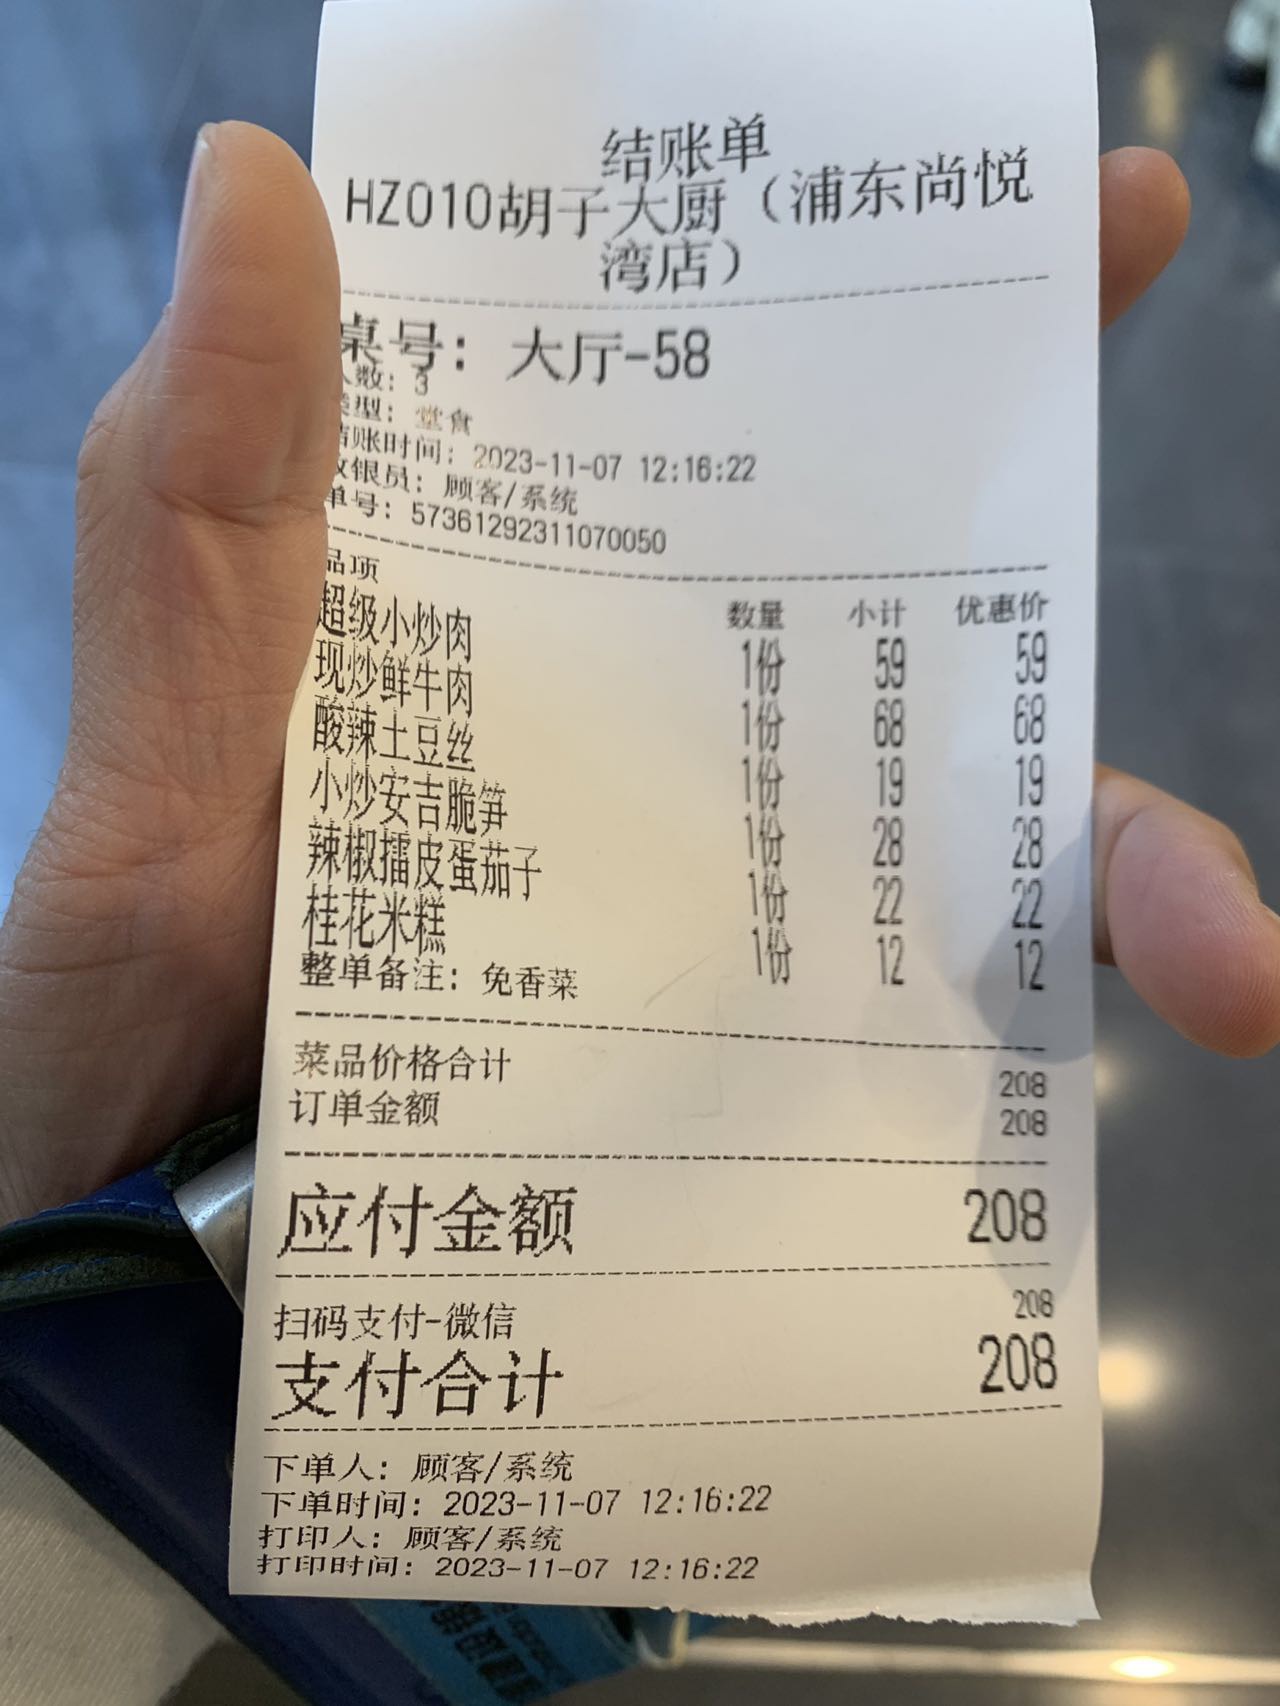 结账单
HZ010胡子大厨（浦东尚悦
湾店）
桌号：大厅-58
人数：3
类型：堂食
结账时间：2023-11-07 12:16:22
收银员：顾客/系统
单号：57361292311070050
品项 数量 小计 优惠价
超级小炒肉 1份 59 59
现炒鲜牛肉 1份 68 68
酸辣土豆丝 1份 19 19
小炒安吉脆笋 1份 28 28
辣椒擂皮蛋茄子 1份 22 22
桂花米糕 1份 12 12
整单备注：免香菜
菜品价格合计 208
订单金额 208
应付金额 208
扫码支付-微信 208
支付合计 208
下单人：顾客/系统
下单时间：2023-11-07 12:16:22
打印人：顾客/系统
打印时间：2023-11-07 12:16:22